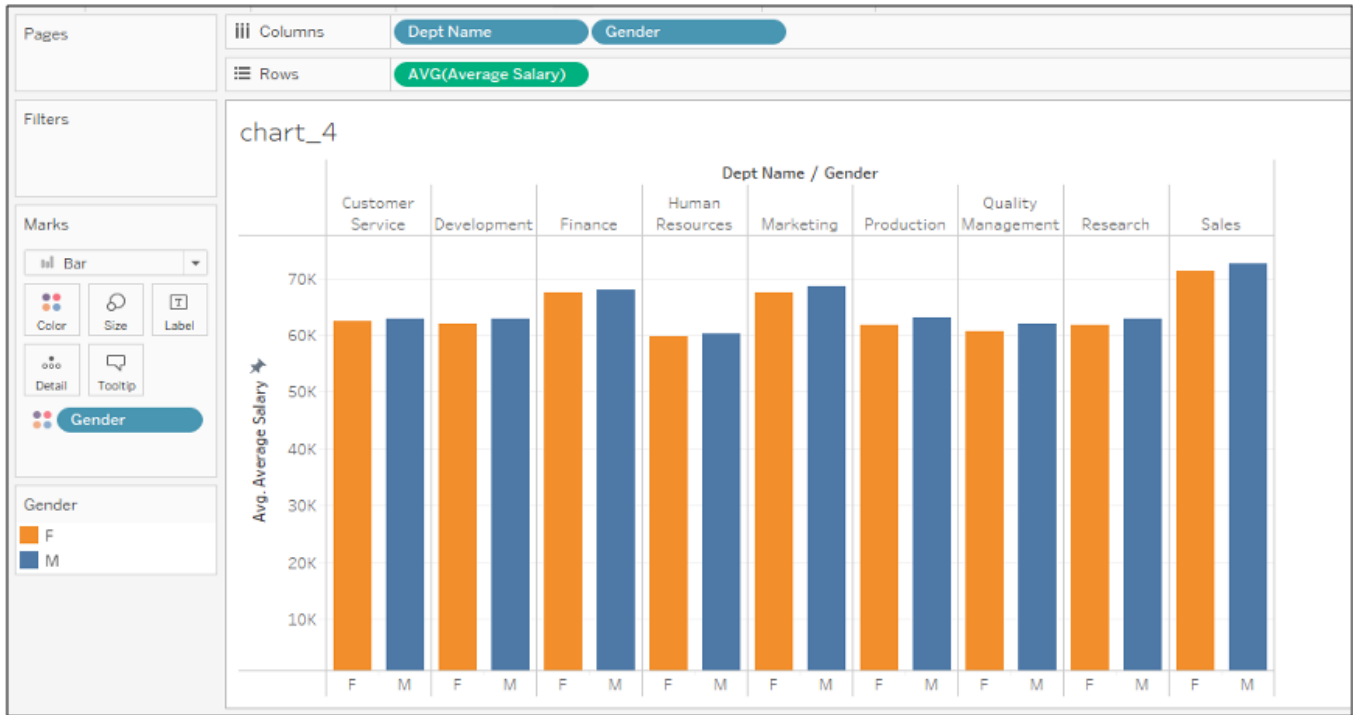 Pages
Columns
Dept Name
Gender
Rows
AVG(Average Salary)
Filters
Marks
Bar
Color
Size
T
Label
Detail
Tooltip
Gender
Gender
F
M
chart_4
Dept Name / Gender
Customer
Service
Development
Finance
Human
Resources
Marketing
Production
Quality
Management
Research
Sales
Avg. Average Salary
70K
60K
50K
40K
30K
20K
10K
F M F M F M F M F M F M F M F M F M